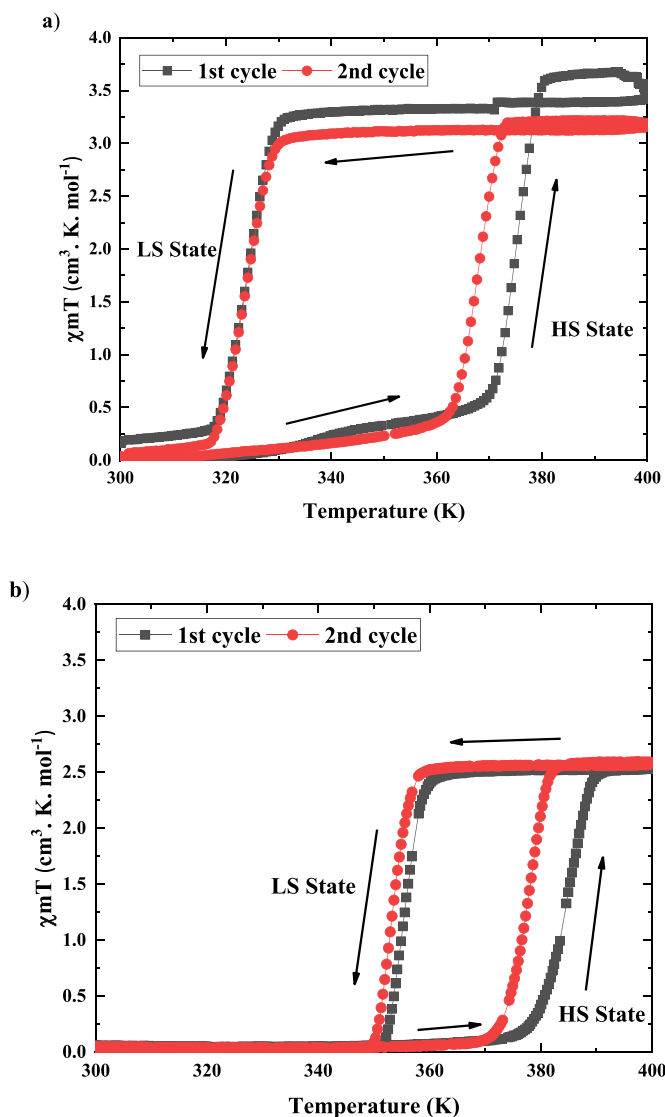 a)
4.0
3.5
3.0
2.5
2.0
1.5
1.0
0.5
0.0
χmT (cm³. K. mol⁻¹)
1st cycle 2nd cycle
LS State
HS State
300 320 340 360 380 400
Temperature (K)
b)
4.0
3.5
3.0
2.5
2.0
1.5
1.0
0.5
0.0
χmT (cm³. K. mol⁻¹)
1st cycle 2nd cycle
LS State
HS State
300 320 340 360 380 400
Temperature (K)